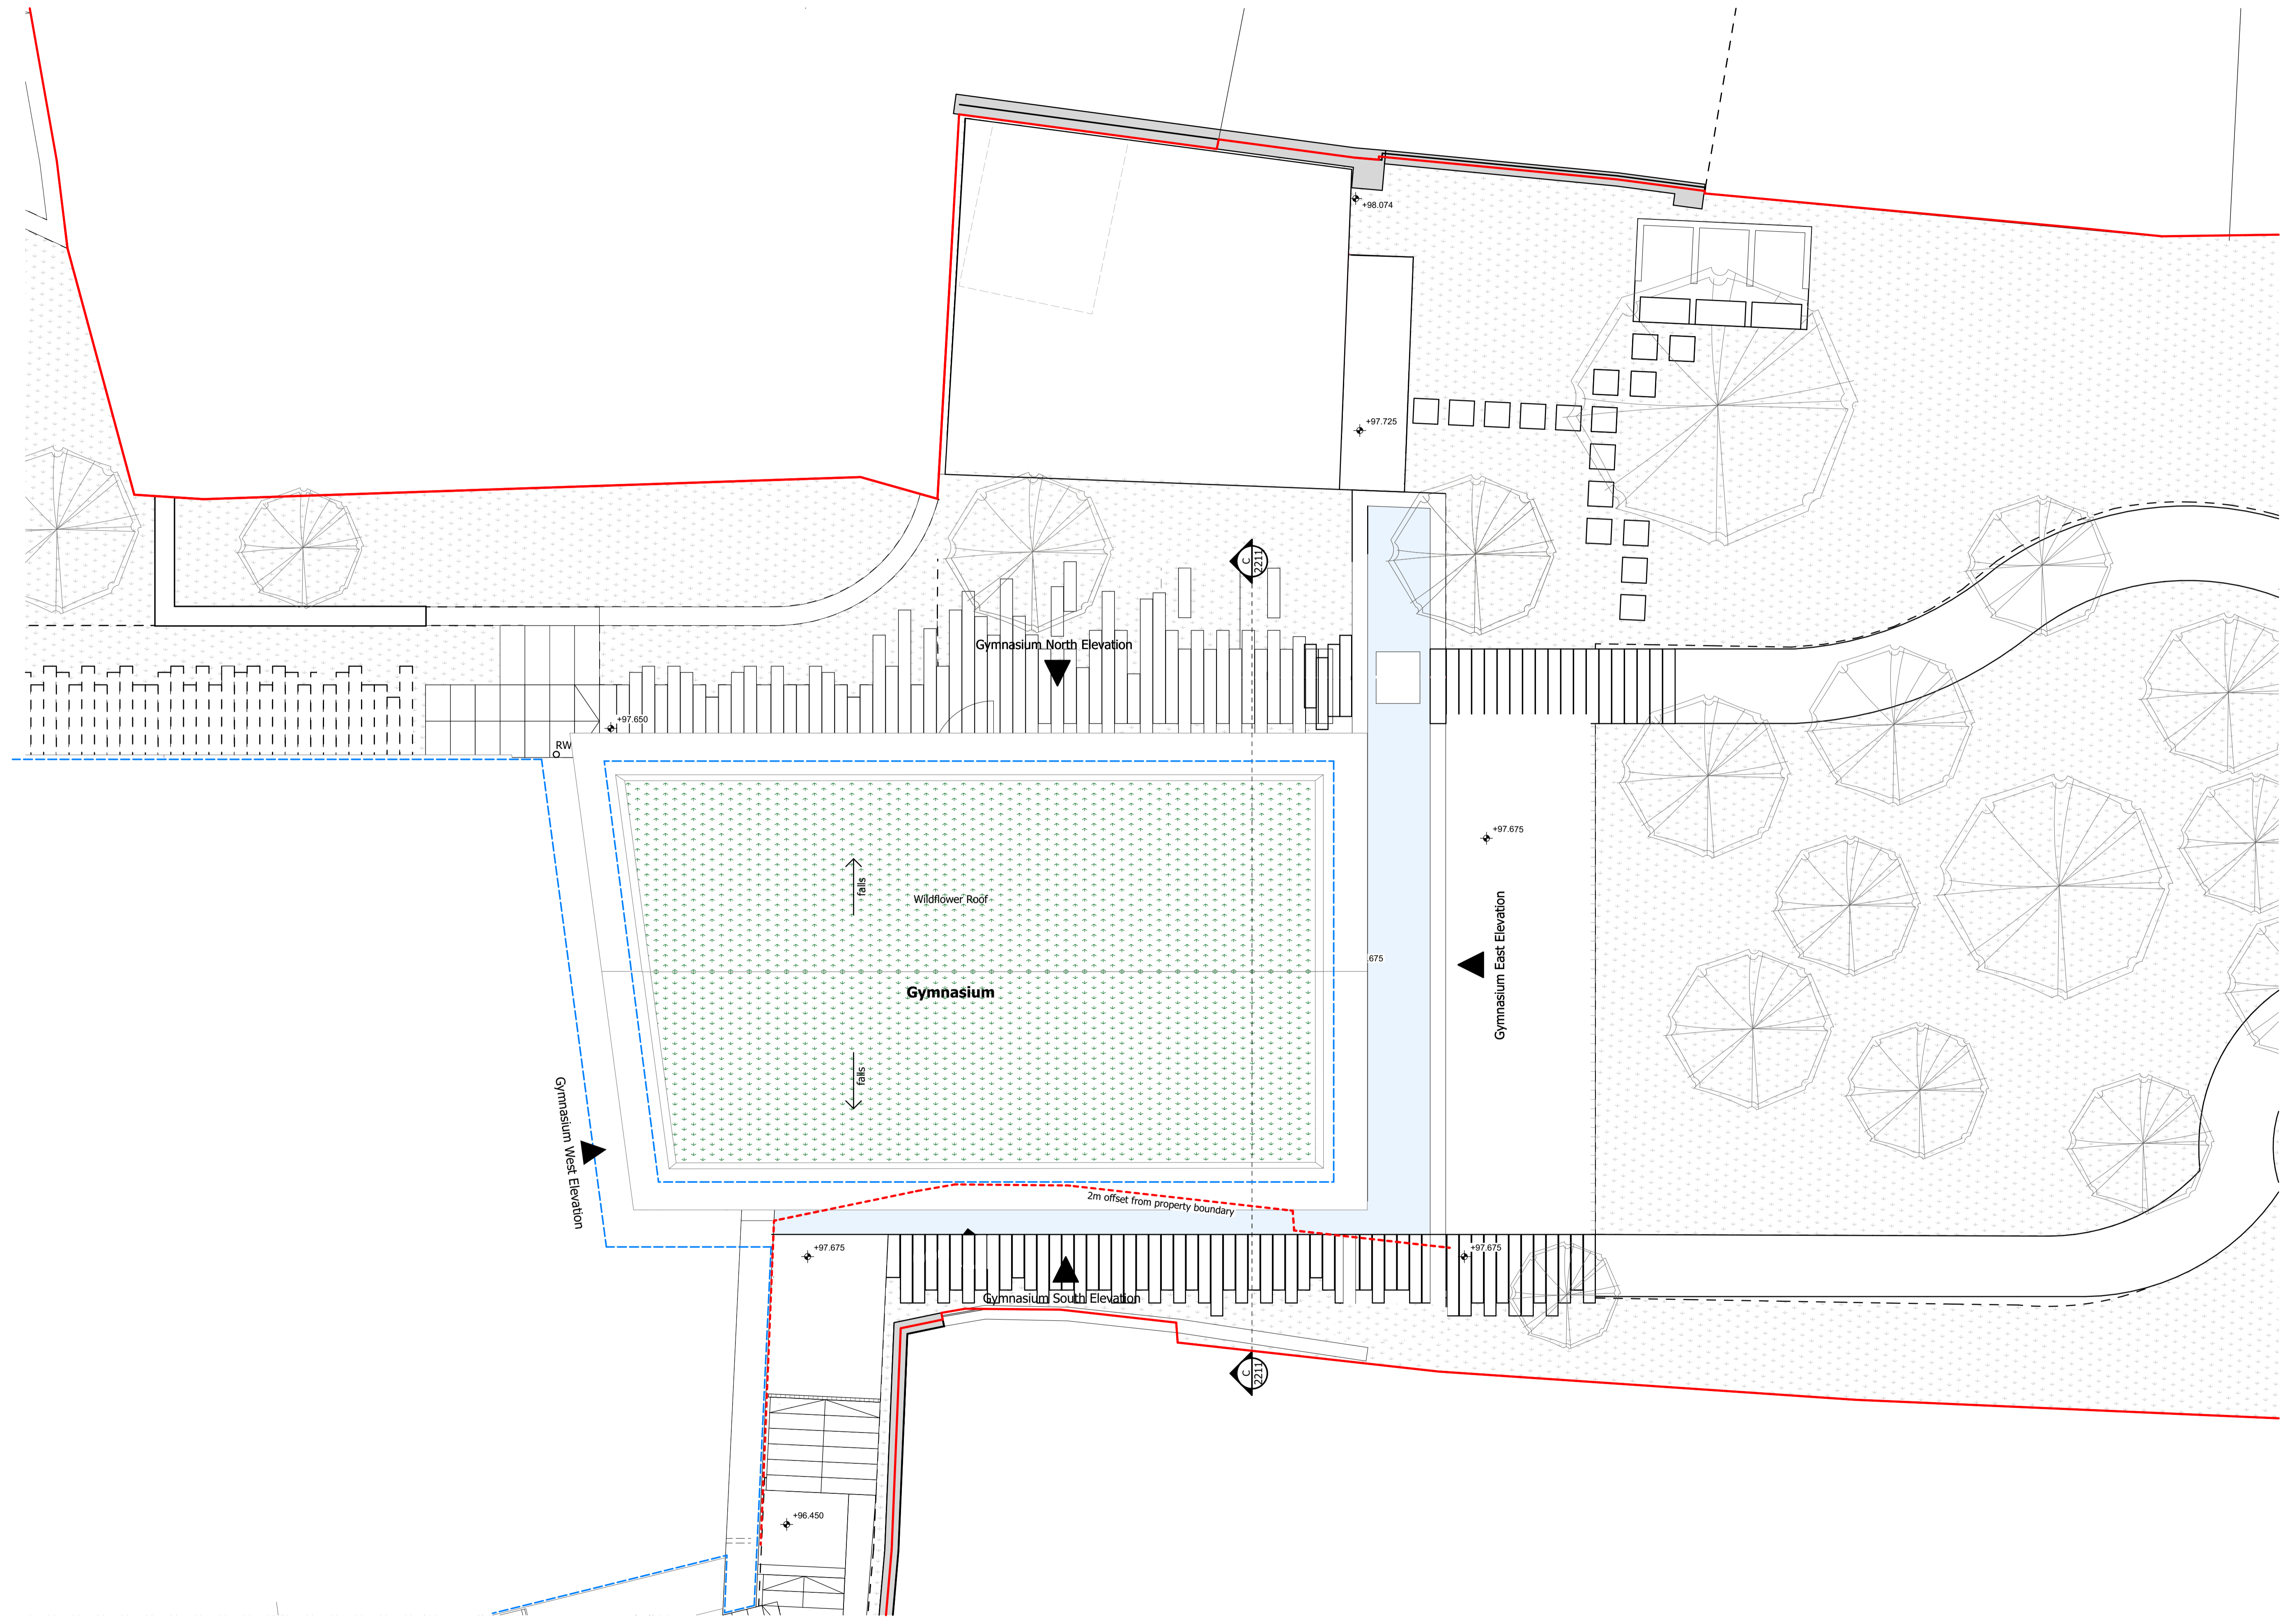 +98.074
+97.725
C
2211
Gymnasium North Elevation
+97.650
RW
+97.675
falls
Wildflower Roof
.675
Gymnasium East Elevation
Gymnasium
falls
Gymnasium West Elevation
2m offset from property boundary
+97.675
+97.675
Gymnasium South Elevation
C
2211
+96.450